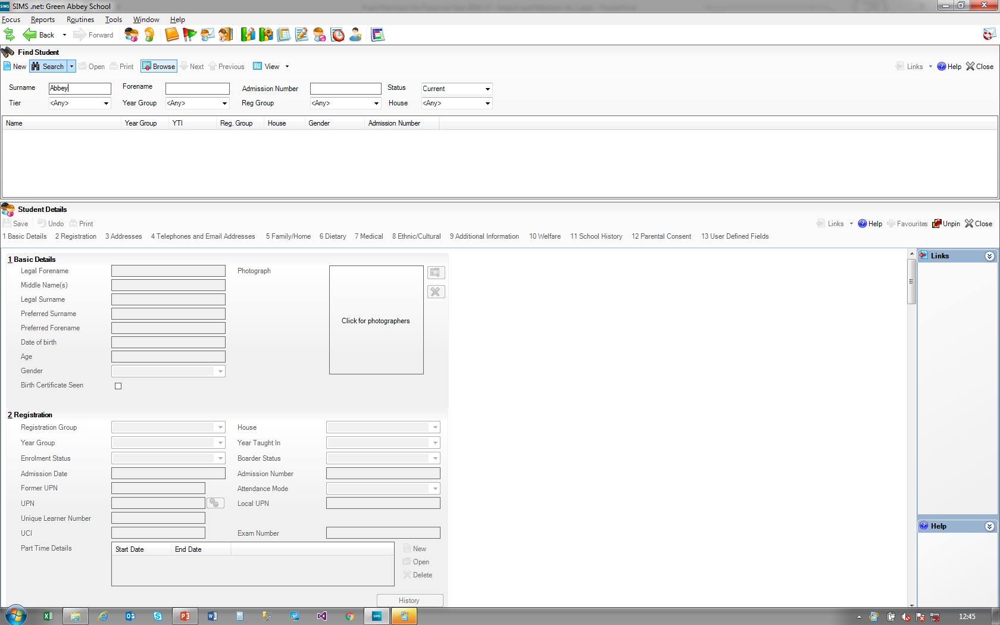 SIMS .net: Green Abbey School
Focus Reports Routines Tools Window Help
Back Forward
Find Student
New Search Open Print Browse Next Previous View Links Help Close
Surname Abbey Forename Admission Number Status Current
Tier <Any> Year Group <Any> Reg Group <Any> House <Any>
Name Year Group YTI Reg. Group House Gender Admission Number
Student Details
Save Undo Print Links Help Favourites Unpin Close
1 Basic Details 2 Registration 3 Addresses 4 Telephones and Email Addresses 5 Family/Home 6 Dietary 7 Medical 8 Ethnic/Cultural 9 Additional Information 10 Welfare 11 School History 12 Parental Consent 13 User Defined Fields
1 Basic Details
Links
Legal Forename Photograph
Middle Name(s)
Legal Surname
Preferred Surname
Click for photographers
Preferred Forename
Date of birth
Age
Gender
Birth Certificate Seen
2 Registration
Registration Group House
Year Group Year Taught In
Enrolment Status Boarder Status
Admission Date Admission Number
Former UPN Attendance Mode
UPN Local UPN
Unique Learner Number
Help
UCI Exam Number
Part Time Details Start Date End Date New
Open
Delete
History
12:45